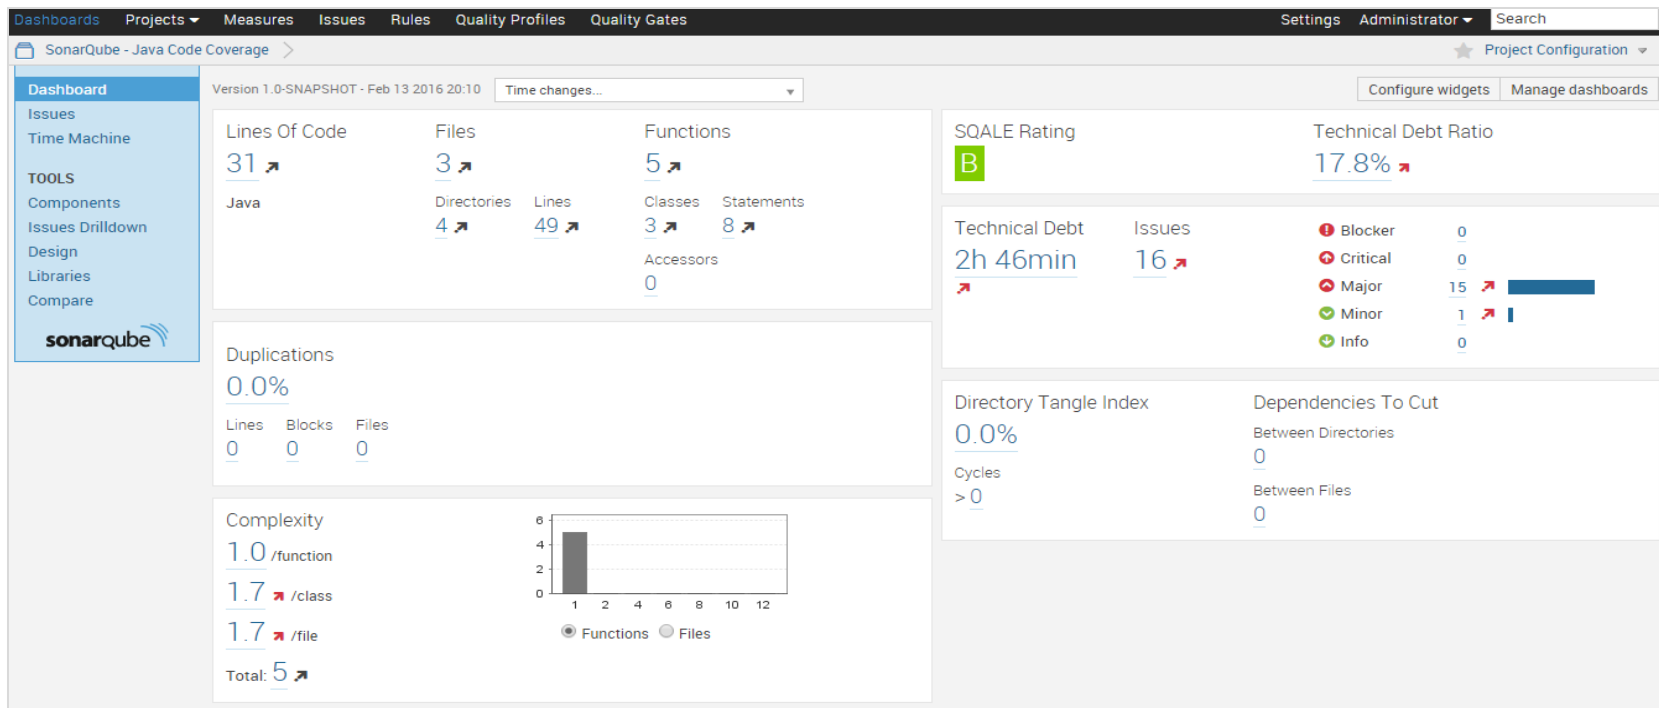 Dashboards Projects Measures Issues Rules Quality Profiles Quality Gates Settings Administrator Search
SonarQube - Java Code Coverage Project Configuration
Dashboard
Issues
Time Machine
TOOLS
Components
Issues Drilldown
Design
Libraries
Compare
sonarqube
Version 1.0-SNAPSHOT - Feb 13 2016 20:10 Time changes... Configure widgets Manage dashboards
Lines Of Code Files Functions
31 3 5
Java Directories Lines Classes Statements
4 49 3 8
Accessors
0
Duplications
0.0%
Lines Blocks Files
0 0 0
Complexity
1.0 /function
1.7 /class
1.7 /file
Total: 5
6
4
2
0
1 2 4 6 8 10 12
Functions Files
SQALE Rating Technical Debt Ratio
B 17.8%
Technical Debt Issues
2h 46min 16
Blocker 0
Critical 0
Major 15
Minor 1
Info 0
Directory Tangle Index Dependencies To Cut
0.0% Between Directories
0
Cycles
> 0
Between Files
0